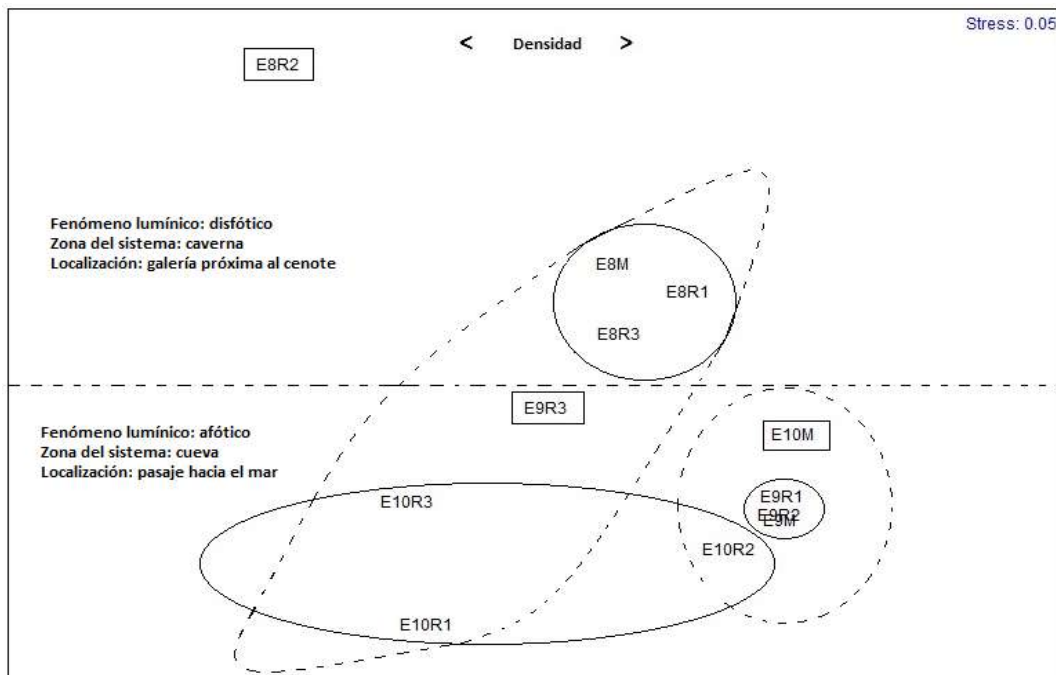 Stress: 0.05
< Densidad >
E8R2
Fenómeno lumínico: disfótico
Zona del sistema: caverna
Localización: galería próxima al cenote
E8M
E8R1
E8R3
E9R3
Fenómeno lumínico: afótico
Zona del sistema: cueva
Localización: pasaje hacia el mar
E10M
E10R3
E9R1
E9R2
E9M
E10R2
E10R1